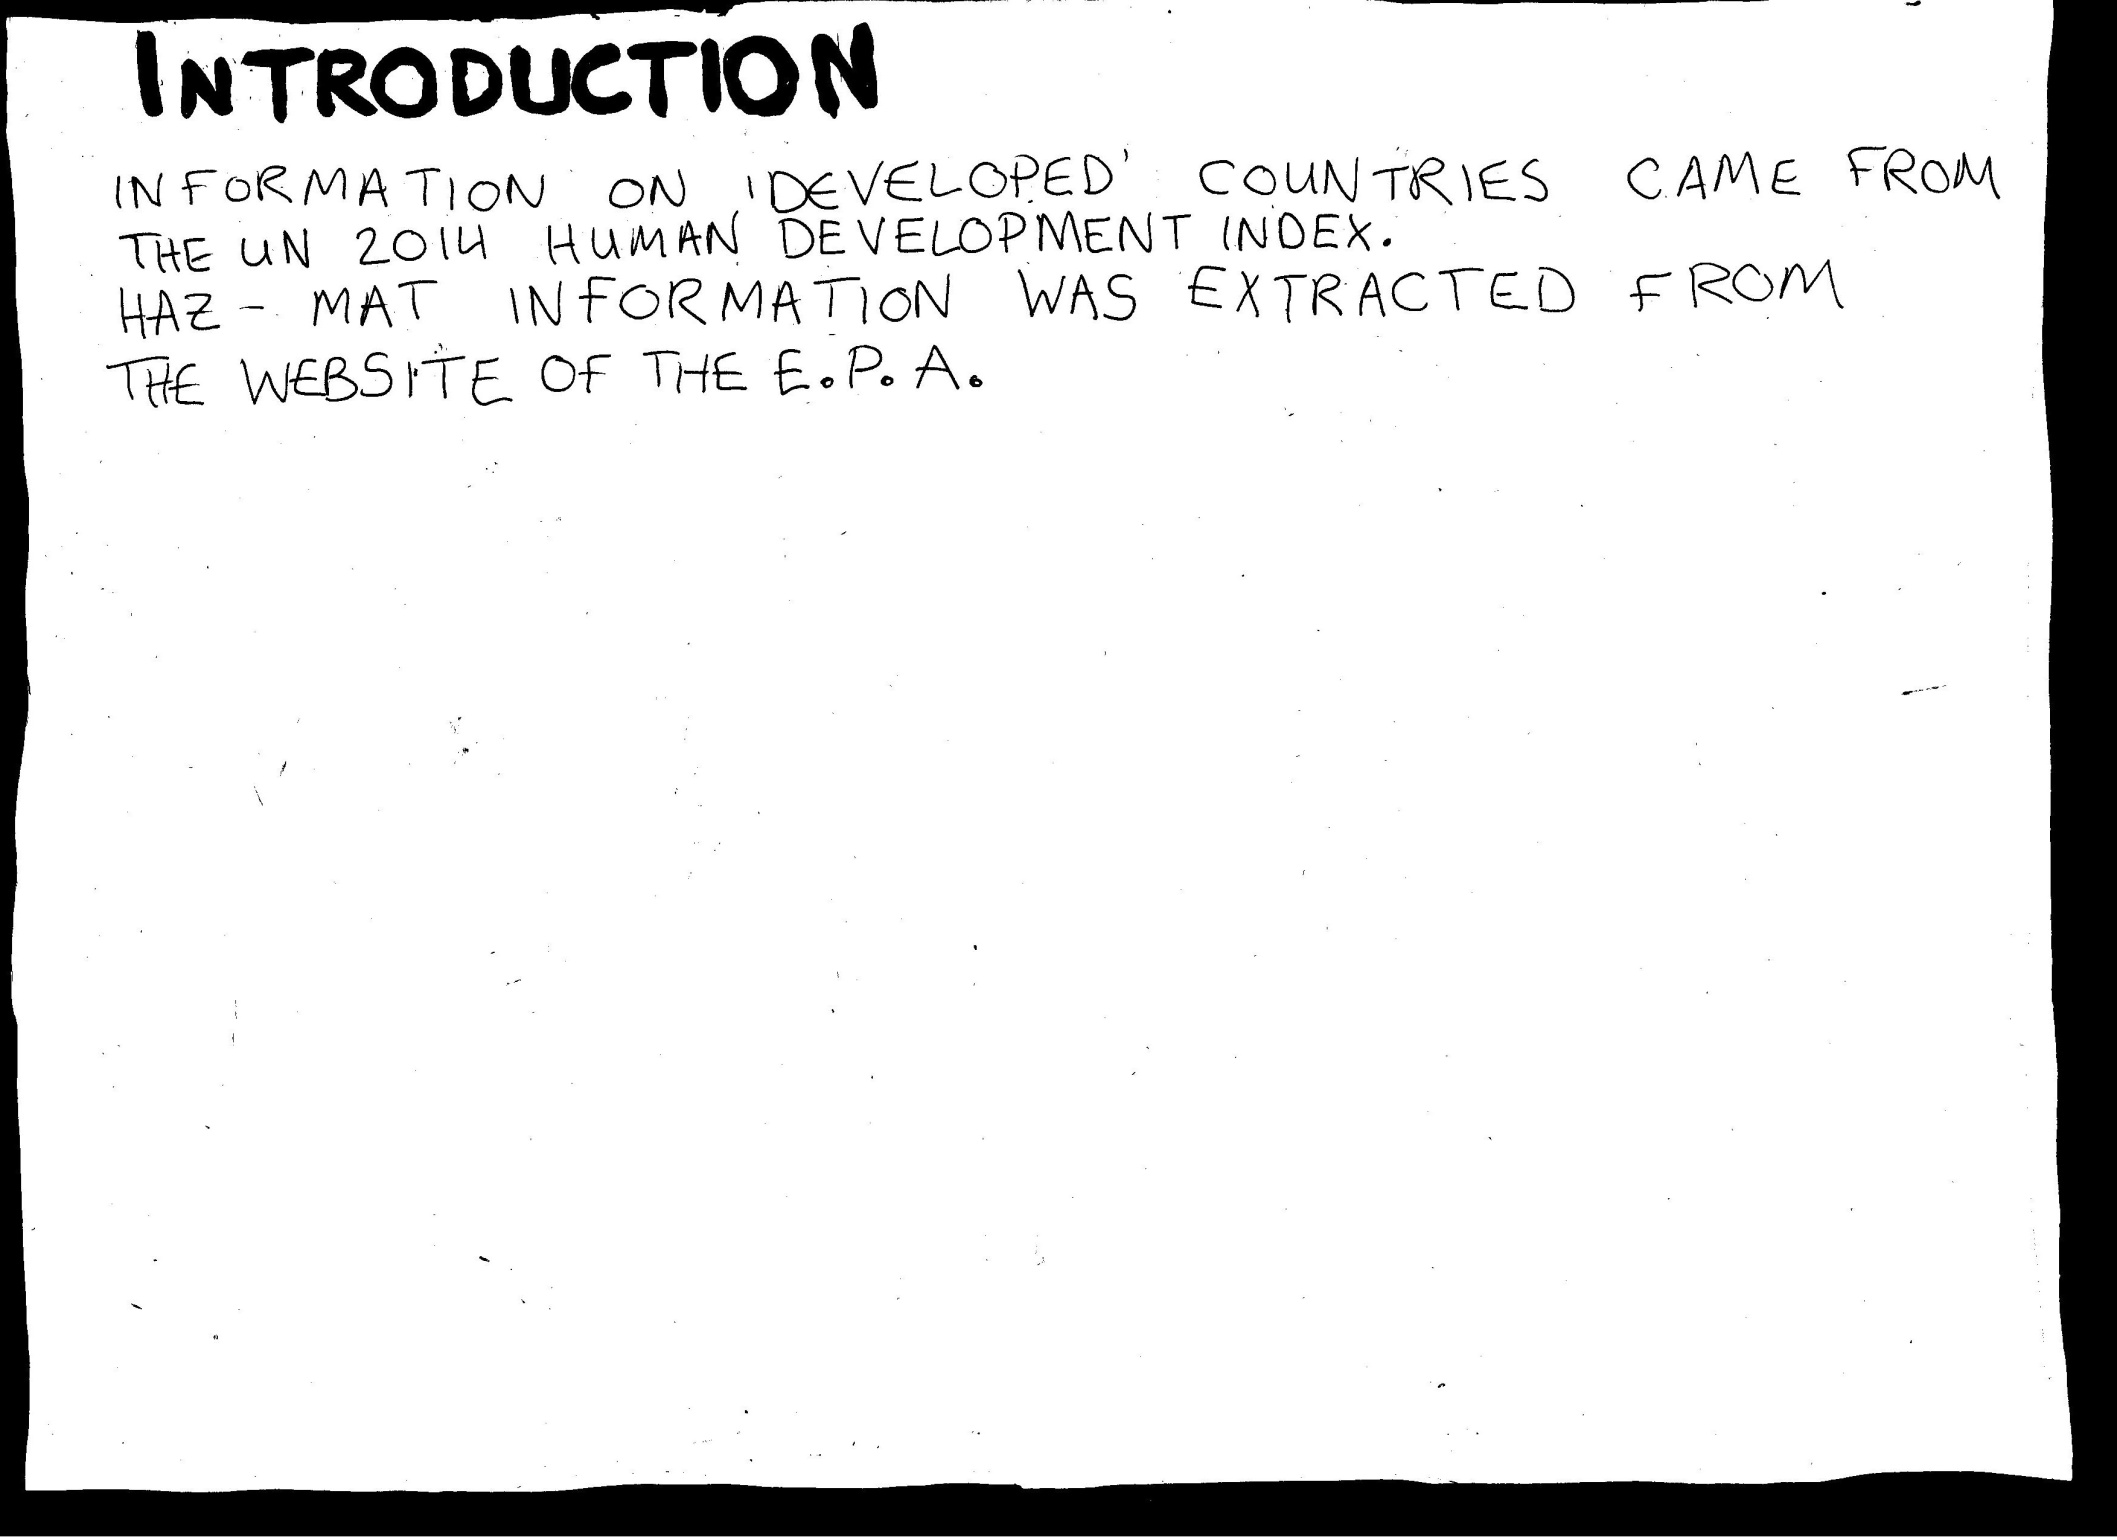 INTRODUCTION
INFORMATION ON 'DEVELOPED' COUNTRIES CAME FROM
THE UN 2014 HUMAN DEVELOPMENT INDEX.
HAZ-MAT INFORMATION WAS EXTRACTED FROM
THE WEBSITE OF THE E.P.A.